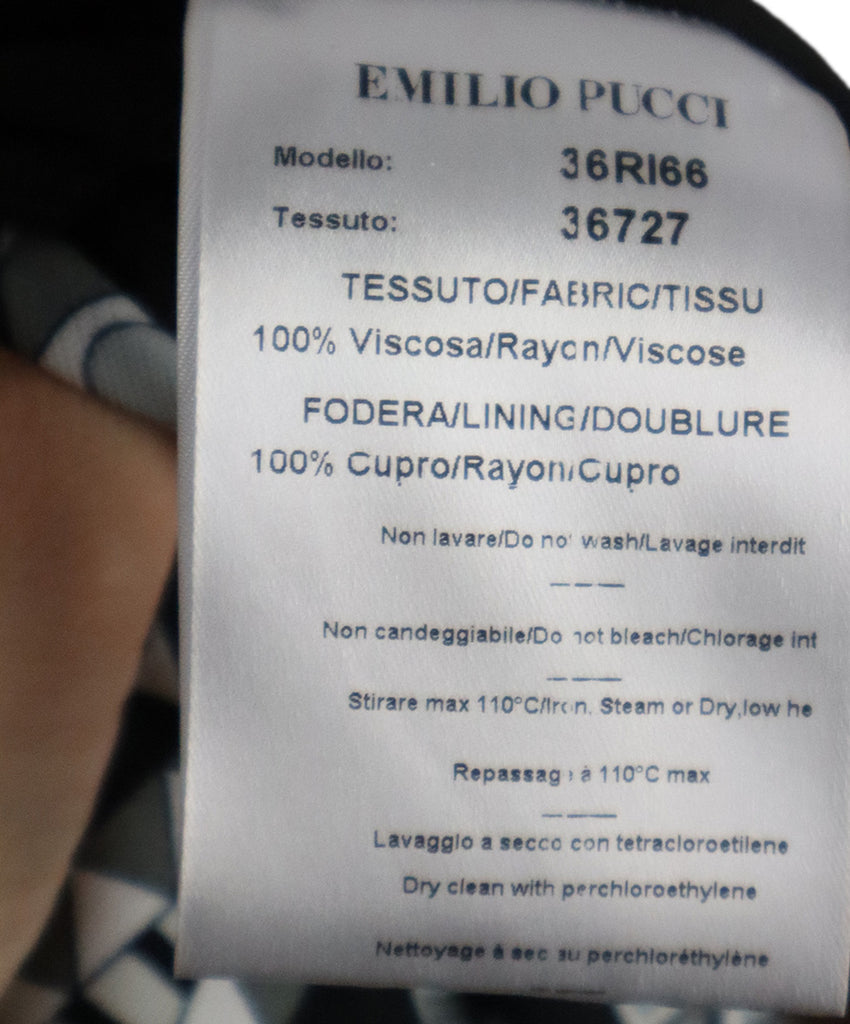 EMILIO PUCCI
Modello: 36RI66
Tessuto: 36727
TESSUTO/FABRIC/TISSU
100% Viscosa/Rayon/Viscose
FODERA/LINING/DOUBLURE
100% Cupro/Rayon/Cupro
Non lavare/Do not wash/Lavage interdit
Non candeggiabile/Do not bleach/Chlorage int
Stirare max 110°C/Iron, Steam or Dry,low he
Repassage à 110°C max
Lavaggio a secco con tetracloroetilene
Dry clean with perchloroethylene
Nettoyage à sec au perchloréthylène